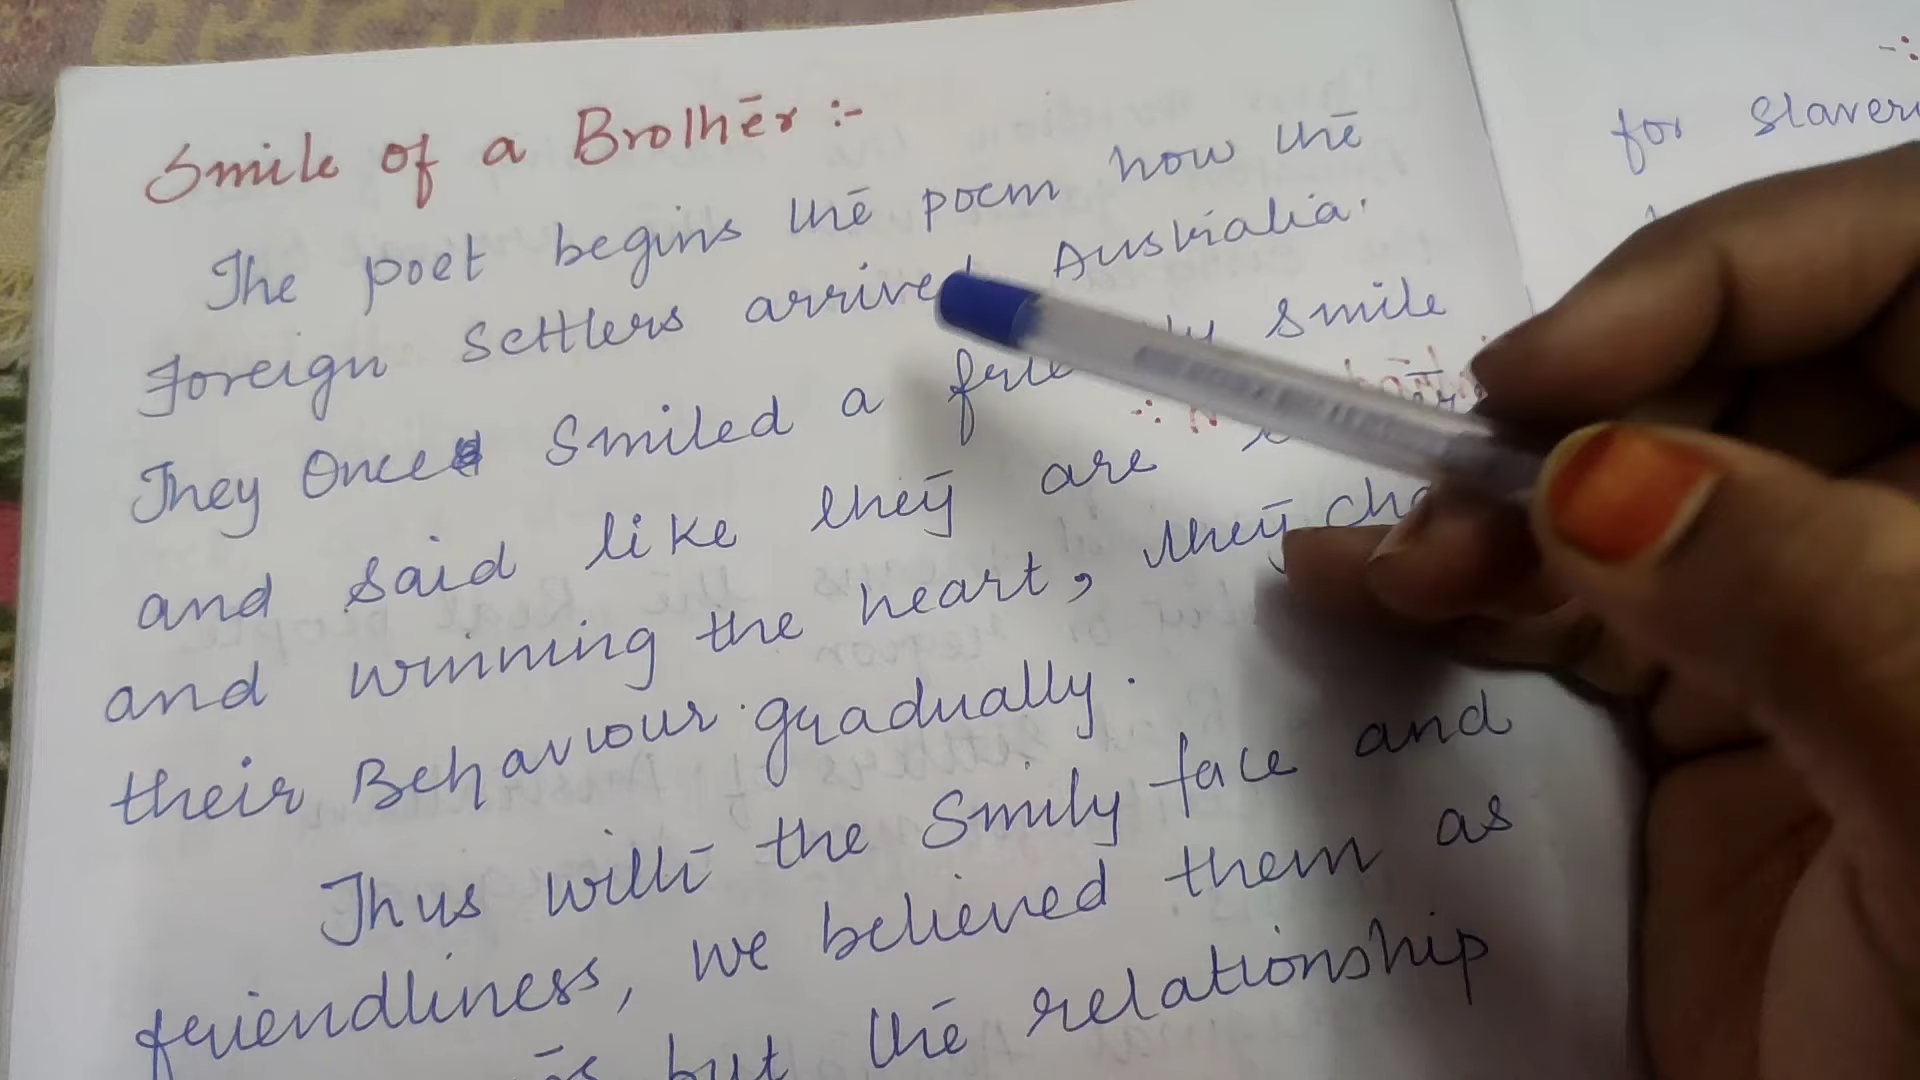 Smile of a Brother :-
The poet begins the poem how the
Foreign Settlers arrived Australia.
They Once Smiled a smile
and said like they are
and winning the heart, they
their Behaviour gradually.
Thus with the Smily face and
friendliness, we believed them as
but the relationship
for Slavery